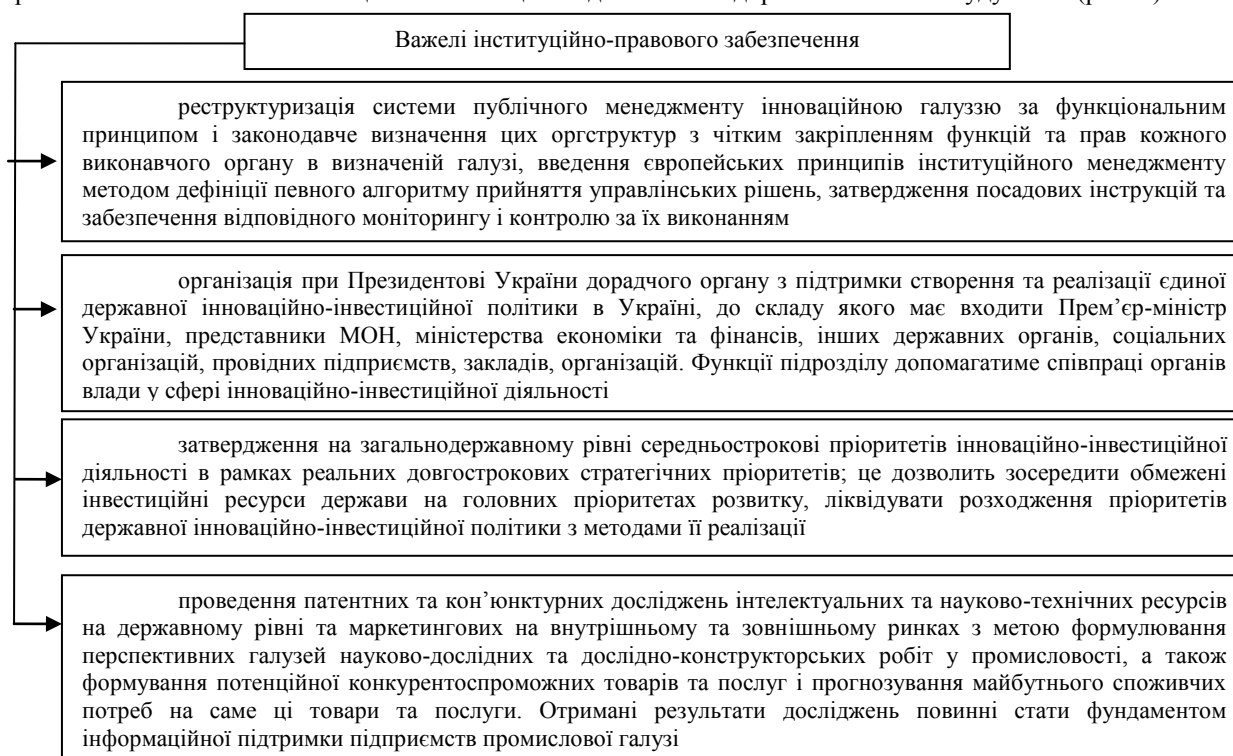 Важелі інституційно-правового забезпечення
реструктуризація системи публічного менеджменту інноваційною галуззю за функціональним
принципом і законодавче визначення цих оргструктур з чітким закріпленням функцій та прав кожного
виконавчого органу в визначеній галузі, введення європейських принципів інституційного менеджменту
методом дефініції певного алгоритму прийняття управлінських рішень, затвердження посадових інструкцій та
забезпечення відповідного моніторингу і контролю за їх виконанням
організація при Президентові України дорадчого органу з підтримки створення та реалізації єдиної
державної інноваційно-інвестиційної політики в Україні, до складу якого має входити Прем’єр-міністр
України, представники МОН, міністерства економіки та фінансів, інших державних органів, соціальних
організацій, провідних підприємств, закладів, організацій. Функції підрозділу допомагатиме співпраці органів
влади у сфері інноваційно-інвестиційної діяльності
затвердження на загальнодержавному рівні середньострокові пріоритетів інноваційно-інвестиційної
діяльності в рамках реальних довгострокових стратегічних пріоритетів; це дозволить зосередити обмежені
інвестиційні ресурси держави на головних пріоритетах розвитку, ліквідувати розходження пріоритетів
державної інноваційно-інвестиційної політики з методами її реалізації
проведення патентних та кон’юнктурних досліджень інтелектуальних та науково-технічних ресурсів
на державному рівні та маркетингових на внутрішньому та зовнішньому ринках з метою формулювання
перспективних галузей науково-дослідних та дослідно-конструкторських робіт у промисловості, а також
формування потенційної конкурентоспроможних товарів та послуг і прогнозування майбутнього споживчих
потреб на саме ці товари та послуги. Отримані результати досліджень повинні стати фундаментом
інформаційної підтримки підприємств промислової галузі